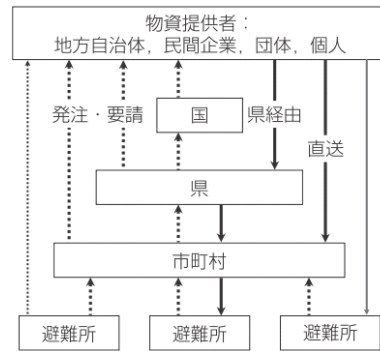 物資提供者：
地方自治体，民間企業，団体，個人
発注・要請
国
県経由
直送
県
市町村
避難所
避難所
避難所